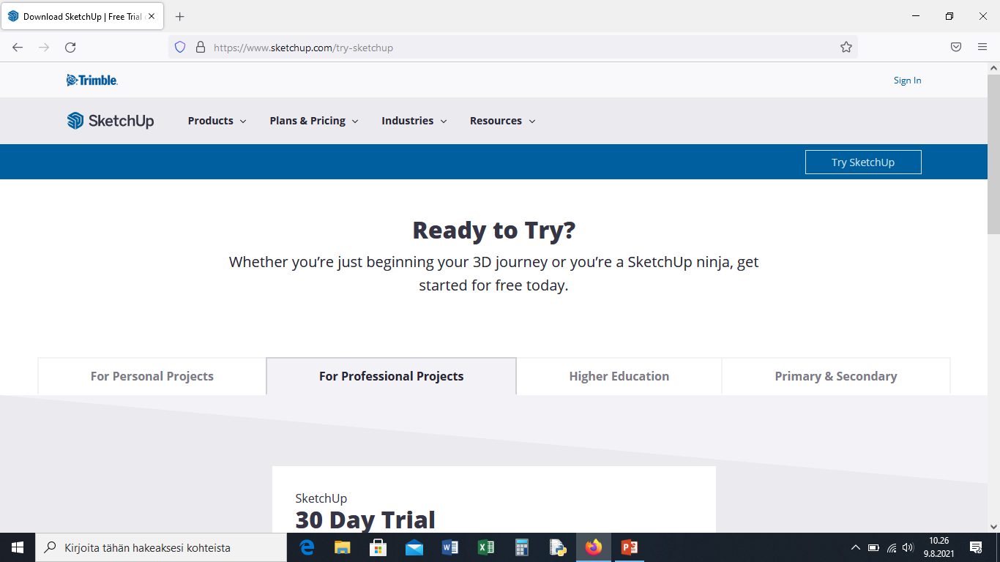 Download SketchUp | Free Trial
https://www.sketchup.com/try-sketchup
Trimble
Sign In
SketchUp Products Plans & Pricing Industries Resources
Try SketchUp
Ready to Try?
Whether you’re just beginning your 3D journey or you’re a SketchUp ninja, get
started for free today.
For Personal Projects For Professional Projects Higher Education Primary & Secondary
SketchUp
30 Day Trial
Kirjoita tähän hakeaksesi kohteista
10.26
9.8.2021